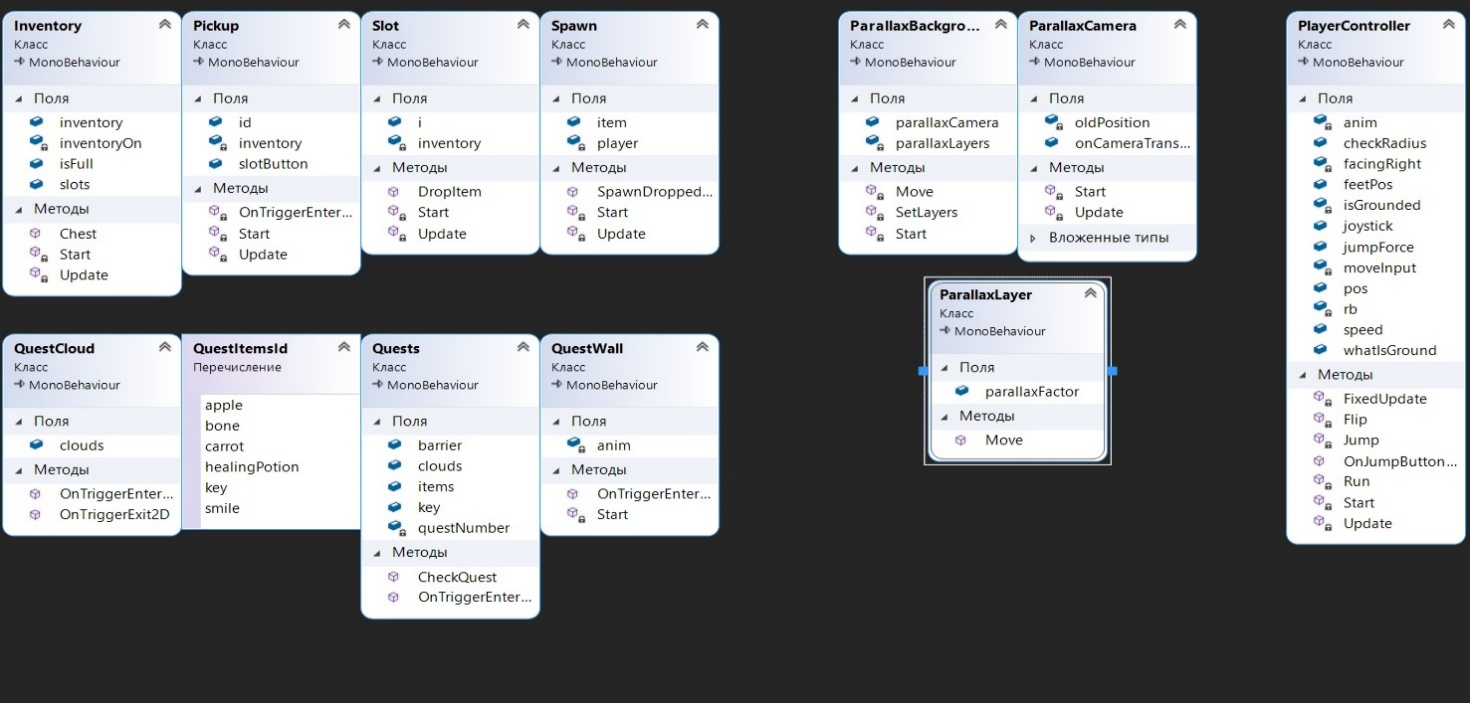 Inventory
Класс
MonoBehaviour
Поля
inventory
inventoryOn
isFull
slots
Методы
Chest
Start
Update
Pickup
Класс
MonoBehaviour
Поля
id
inventory
slotButton
Методы
OnTriggerEnter...
Start
Update
Slot
Класс
MonoBehaviour
Поля
i
inventory
Методы
DropItem
Start
Update
Spawn
Класс
MonoBehaviour
Поля
item
player
Методы
SpawnDropped...
Start
Update
ParallaxBackgro...
Класс
MonoBehaviour
Поля
parallaxCamera
parallaxLayers
Методы
Move
SetLayers
Start
ParallaxCamera
Класс
MonoBehaviour
Поля
oldPosition
onCameraTrans...
Методы
Start
Update
Вложенные типы
PlayerController
Класс
MonoBehaviour
Поля
anim
checkRadius
facingRight
feetPos
isGrounded
joystick
jumpForce
moveInput
pos
rb
speed
whatIsGround
Методы
FixedUpdate
Flip
Jump
OnJumpButton...
Run
Start
Update
ParallaxLayer
Класс
MonoBehaviour
Поля
parallaxFactor
Методы
Move
QuestCloud
Класс
MonoBehaviour
Поля
clouds
Методы
OnTriggerEnter...
OnTriggerExit2D
QuestItemsId
Перечисление
apple
bone
carrot
healingPotion
key
smile
Quests
Класс
MonoBehaviour
Поля
barrier
clouds
items
key
questNumber
Методы
CheckQuest
OnTriggerEnter...
QuestWall
Класс
MonoBehaviour
Поля
anim
Методы
OnTriggerEnter...
Start